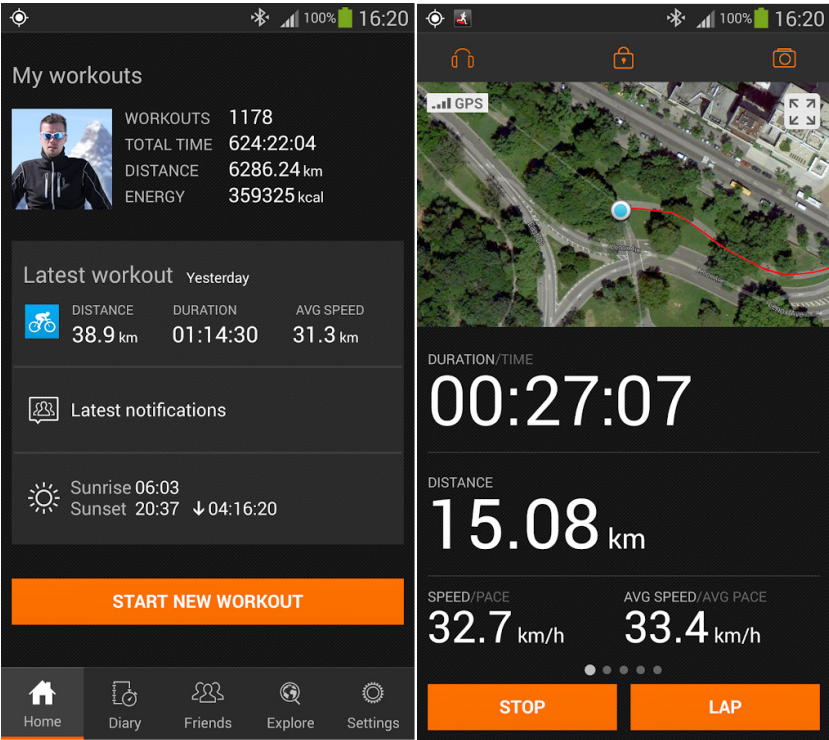 100% 16:20
My workouts
WORKOUTS 1178
TOTAL TIME 624:22:04
DISTANCE 6286.24 km
ENERGY 359325 kcal
Latest workout Yesterday
DISTANCE DURATION AVG SPEED
38.9 km 01:14:30 31.3 km
Latest notifications
Sunrise 06:03
Sunset 20:37 ↓04:16:20
START NEW WORKOUT
Home Diary Friends Explore Settings
100% 16:20
GPS
DURATION/TIME
00:27:07
DISTANCE
15.08 km
SPEED/PACE AVG SPEED/AVG PACE
32.7 km/h 33.4 km/h
STOP LAP